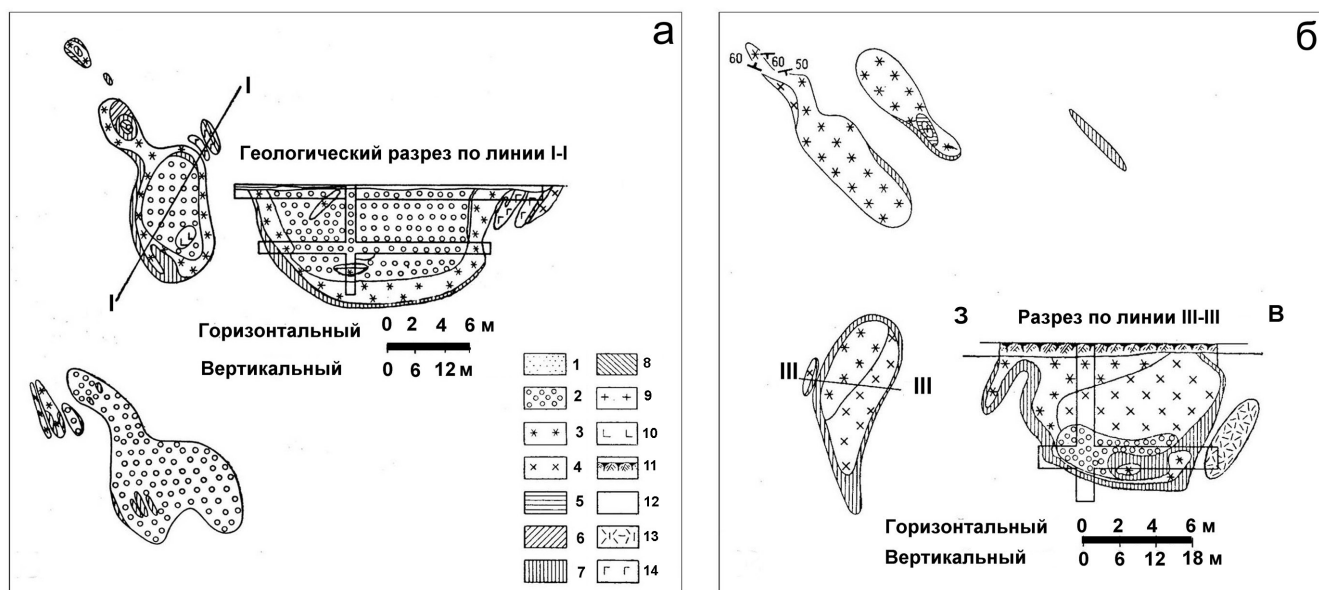 а
I
Геологический разрез по линии I-I
I
Горизонтальный 0 2 4 6 м
Вертикальный 0 6 12 м
1 8
2 9
3 10
4 11
5 12
6 13
7 14
б
60
60 50
З Разрез по линии III-III В
III III
Горизонтальный 0 2 4 6 м
Вертикальный 0 6 12 18 м